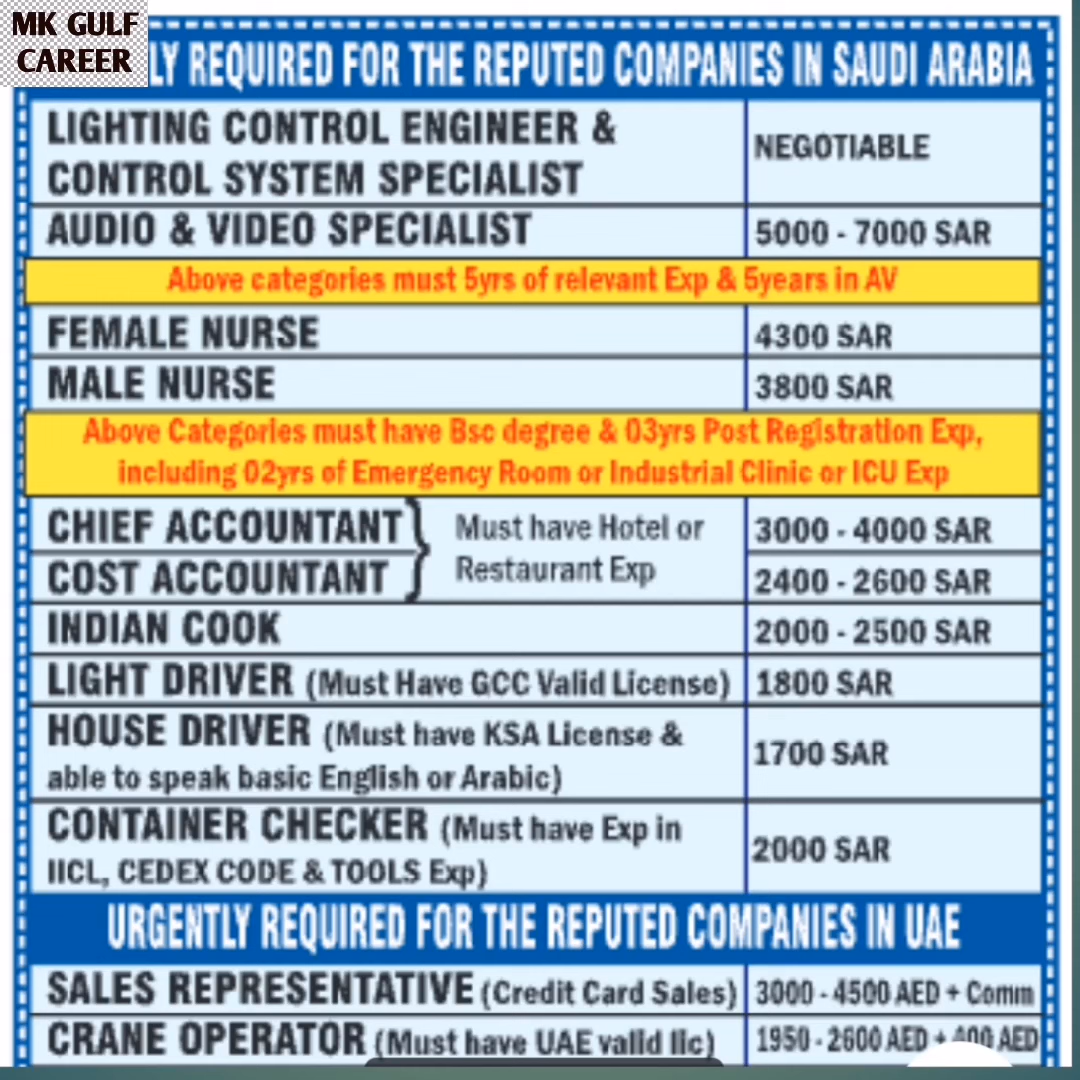 MK GULF
CAREER
LY REQUIRED FOR THE REPUTED COMPANIES IN SAUDI ARABIA
LIGHTING CONTROL ENGINEER &
CONTROL SYSTEM SPECIALIST
NEGOTIABLE
AUDIO & VIDEO SPECIALIST
5000 - 7000 SAR
Above categories must 5yrs of relevant Exp & 5years in AV
FEMALE NURSE
4300 SAR
MALE NURSE
3800 SAR
Above Categories must have Bsc degree & 03yrs Post Registration Exp,
including 02yrs of Emergency Room or Industrial Clinic or ICU Exp
CHIEF ACCOUNTANT
COST ACCOUNTANT
Must have Hotel or
Restaurant Exp
3000 - 4000 SAR
2400 - 2600 SAR
INDIAN COOK
2000 - 2500 SAR
LIGHT DRIVER (Must Have GCC Valid License)
1800 SAR
HOUSE DRIVER (Must have KSA License &
able to speak basic English or Arabic)
1700 SAR
CONTAINER CHECKER (Must have Exp in
IICL, CEDEX CODE & TOOLS Exp)
2000 SAR
URGENTLY REQUIRED FOR THE REPUTED COMPANIES IN UAE
SALES REPRESENTATIVE (Credit Card Sales)
3000 - 4500 AED + Comm
CRANE OPERATOR (Must have UAE valid lic)
1950 - 2600 AED + AED